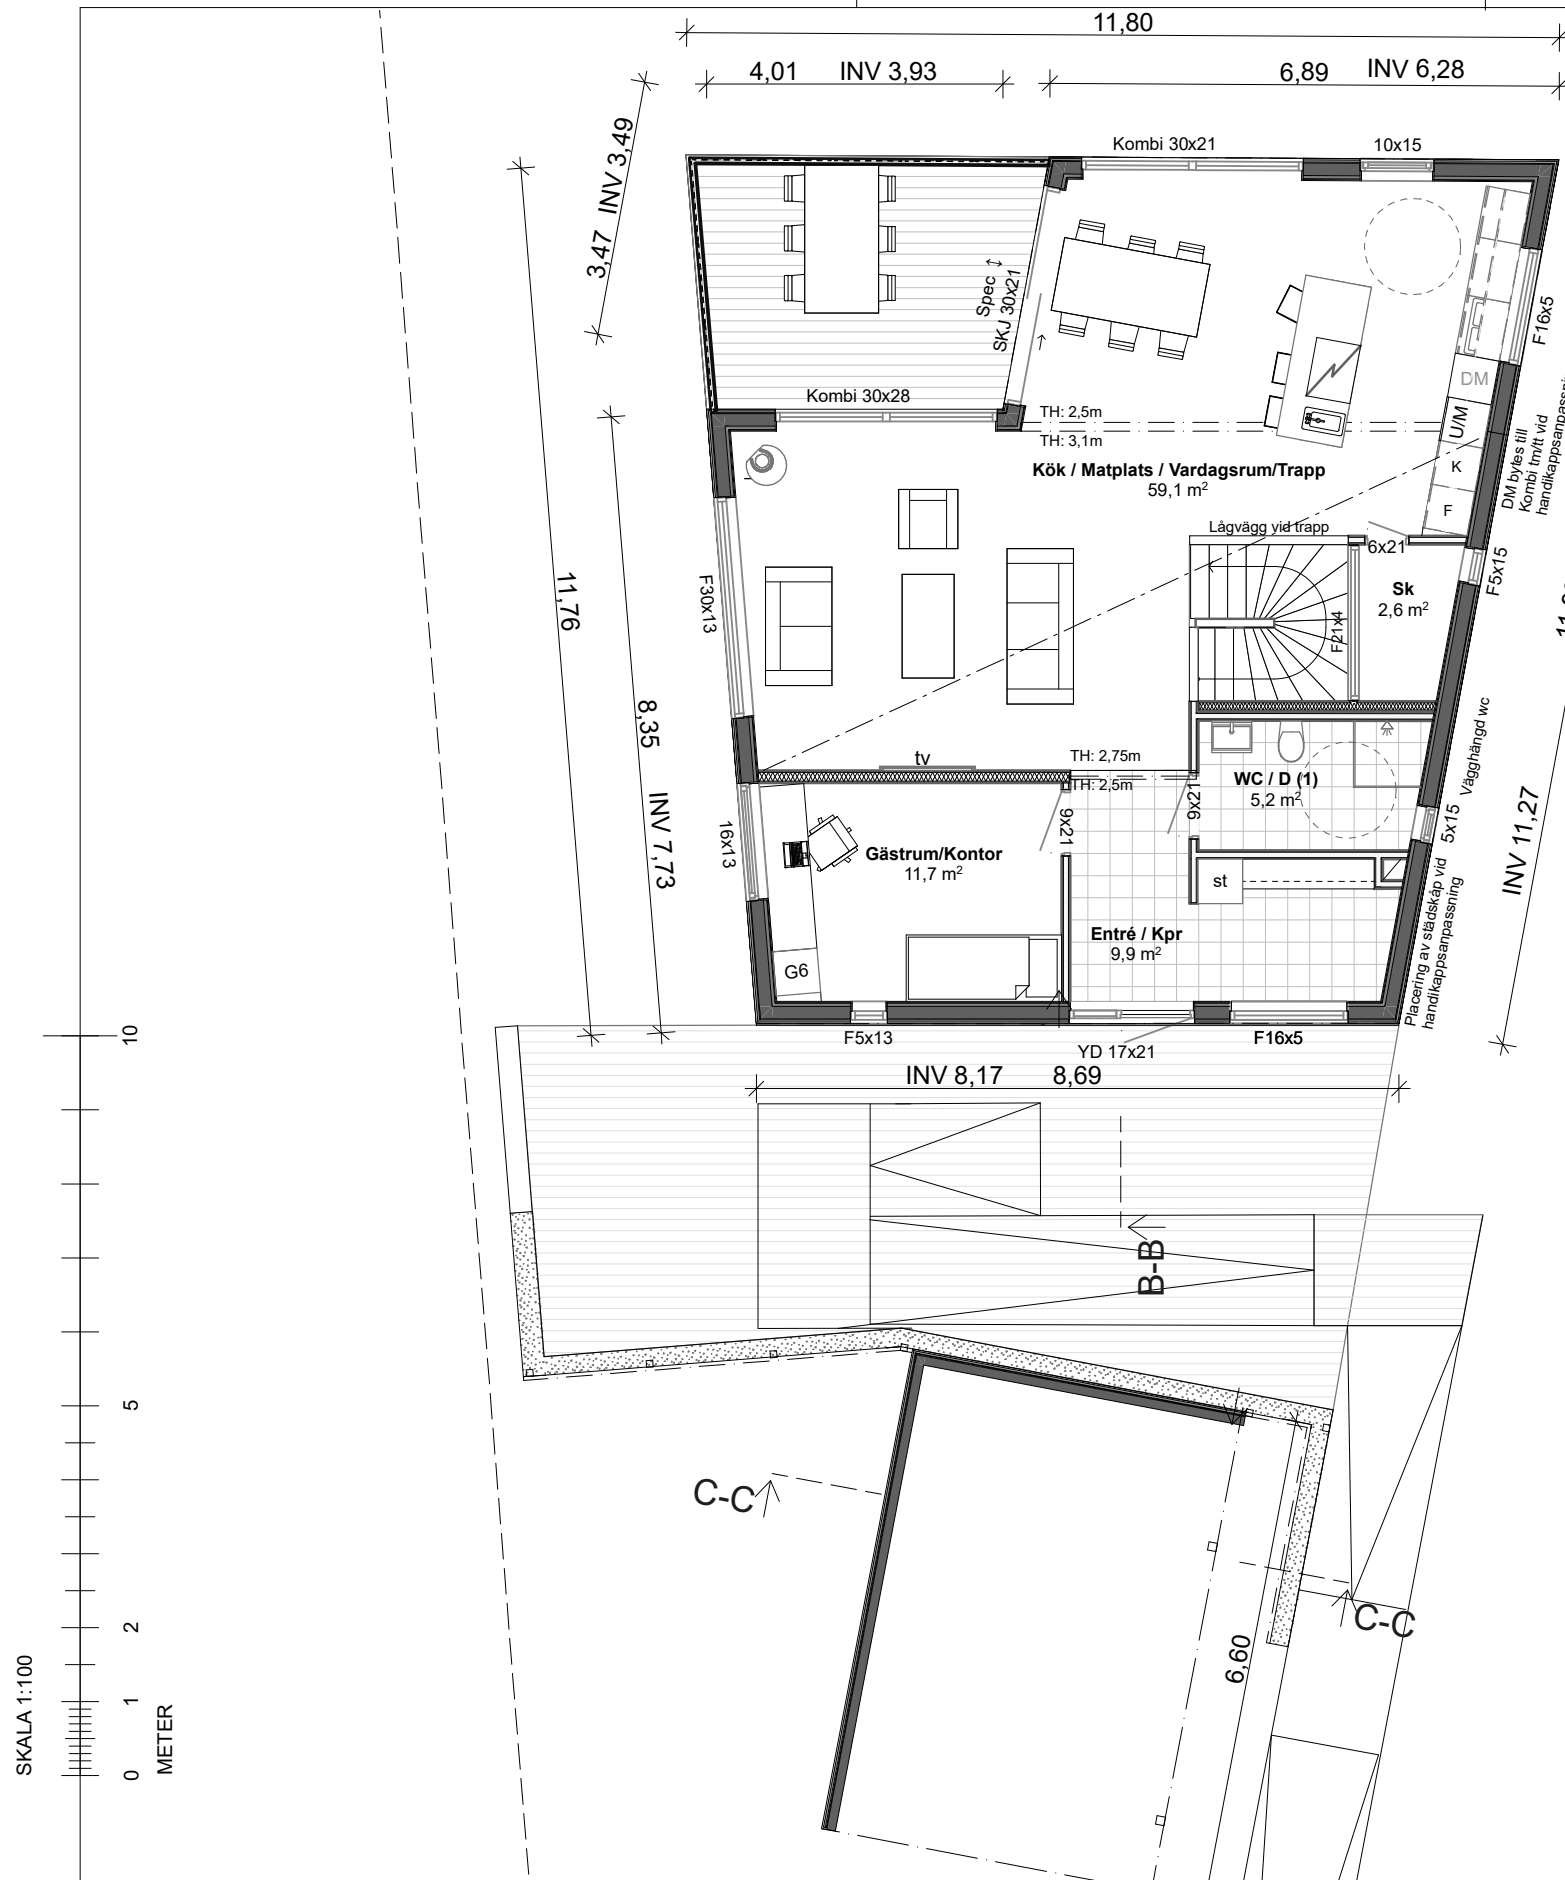 11,80
4,01 INV 3,93
6,89 INV 6,28
3,47 INV 3,49
Kombi 30x21
10x15
Spec
SKJ 30x21
F16x5
Kombi 30x28
TH: 2,5m
TH: 3,1m
DM
U/M
K
F
DM bytes till
Kombi tm/tt vid
Kök / Matplats / Vardagsrum/Trapp
59,1 m²
Lågvägg vid trapp
6x21
F5x15
Sk
2,6 m²
F21x4
11,76
F30x13
8,35 INV 7,73
tv
TH: 2,75m
TH: 2,5m
Vägghängd wc
WC / D (1)
5,2 m²
16x13
9x21
9x21
5x15
INV 11,27
Gästrum/Kontor
11,7 m²
st
Placering av städskåp vid
handikappsanpassning
Entré / Kpr
9,9 m²
G6
F5x13
YD 17x21
F16x5
INV 8,17 8,69
B-B
C-C
C-C
6,60
10
5
2
1
0
SKALA 1:100
METER